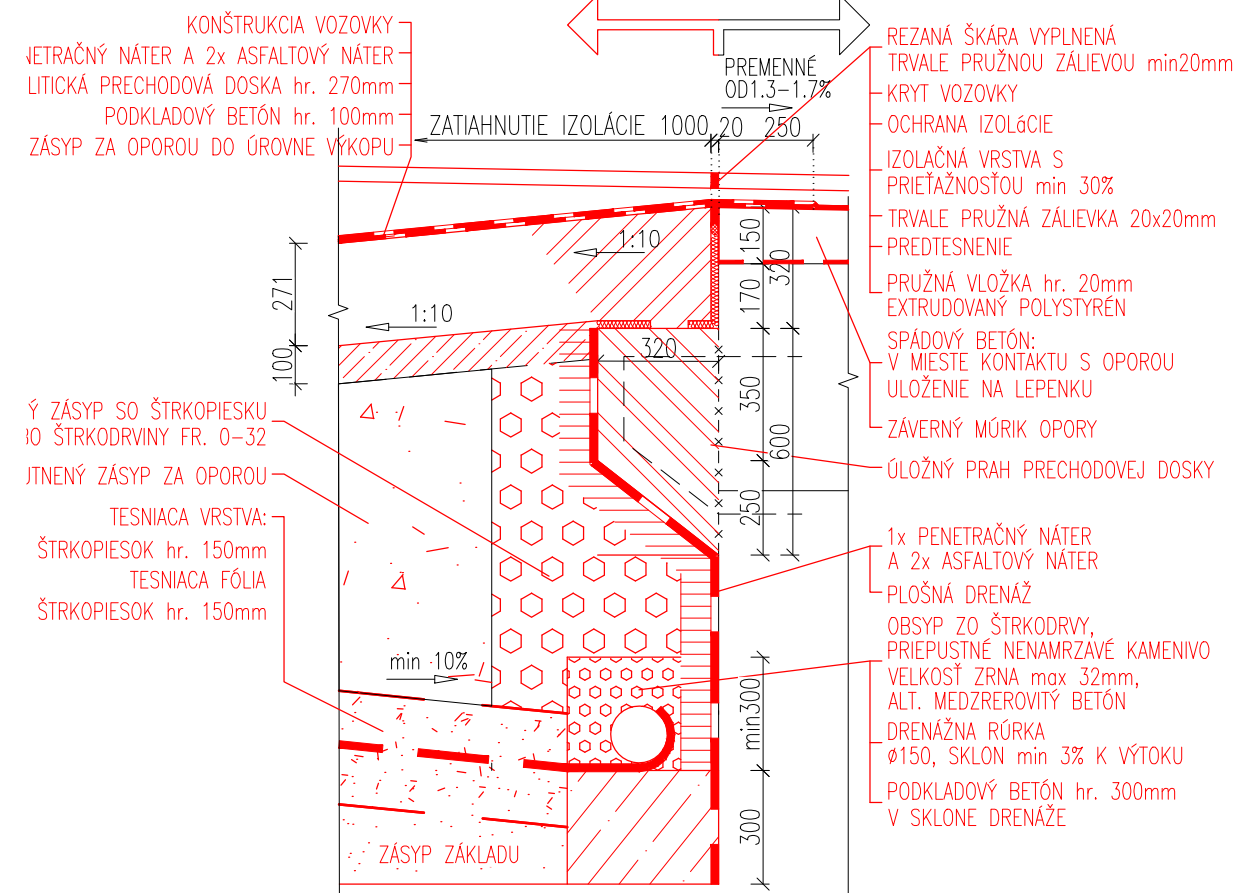 KONŠTRUKCIA VOZOVKY
NÁTER A 2x ASFALTOVÝ NÁTER
PRECHODOVÁ DOSKA hr. 270mm
PODKLADOVÝ BETÓN hr. 100mm
ZÁSYP ZA OPOROU DO ÚROVNE VÝKOPU
PREMENNÉ
OD1.3-1.7%
ZATIAHNUTIE IZOLÁCIE 1000
20
250
REZANÁ ŠKÁRA VYPLNENÁ
TRVALE PRUŽNOU ZÁLIEVOU min20mm
KRYT VOZOVKY
OCHRANA IZOLáCIE
IZOLAČNÁ VRSTVA S
PRIEŤAŽNOSŤOU min 30%
TRVALE PRUŽNÁ ZÁLIEVKA 20x20mm
PREDTESNENIE
PRUŽNÁ VLOŽKA hr. 20mm
EXTRUDOVANÝ POLYSTYRÉN
SPÁDOVÝ BETÓN:
V MIESTE KONTAKTU S OPOROU
ULOŽENIE NA LEPENKU
ZÁVERNÝ MÚRIK OPORY
ÚLOŽNÝ PRAH PRECHODOVEJ DOSKY
1x PENETRAČNÝ NÁTER
A 2x ASFALTOVÝ NÁTER
PLOŠNÁ DRENÁŽ
OBSYP ZO ŠTRKODRVY,
PRIEPUSTNÉ NENAMRZAVÉ KAMENIVO
VELKOSŤ ZRNA max 32mm,
ALT. MEDZREROVITÝ BETÓN
DRENÁŽNA RÚRKA
ø150, SKLON min 3% K VÝTOKU
PODKLADOVÝ BETÓN hr. 300mm
V SKLONE DRENÁŽE
1:10
1:10
271
100
150
320
170
320
350
600
250
ZÁSYP SO ŠTRKOPIESKU
ŠTRKODRVINY FR. 0-32
ZÁSYP ZA OPOROU
TESNIACA VRSTVA:
ŠTRKOPIESOK hr. 150mm
TESNIACA FÓLIA
ŠTRKOPIESOK hr. 150mm
min 10%
min300
300
ZÁSYP ZÁKLADU